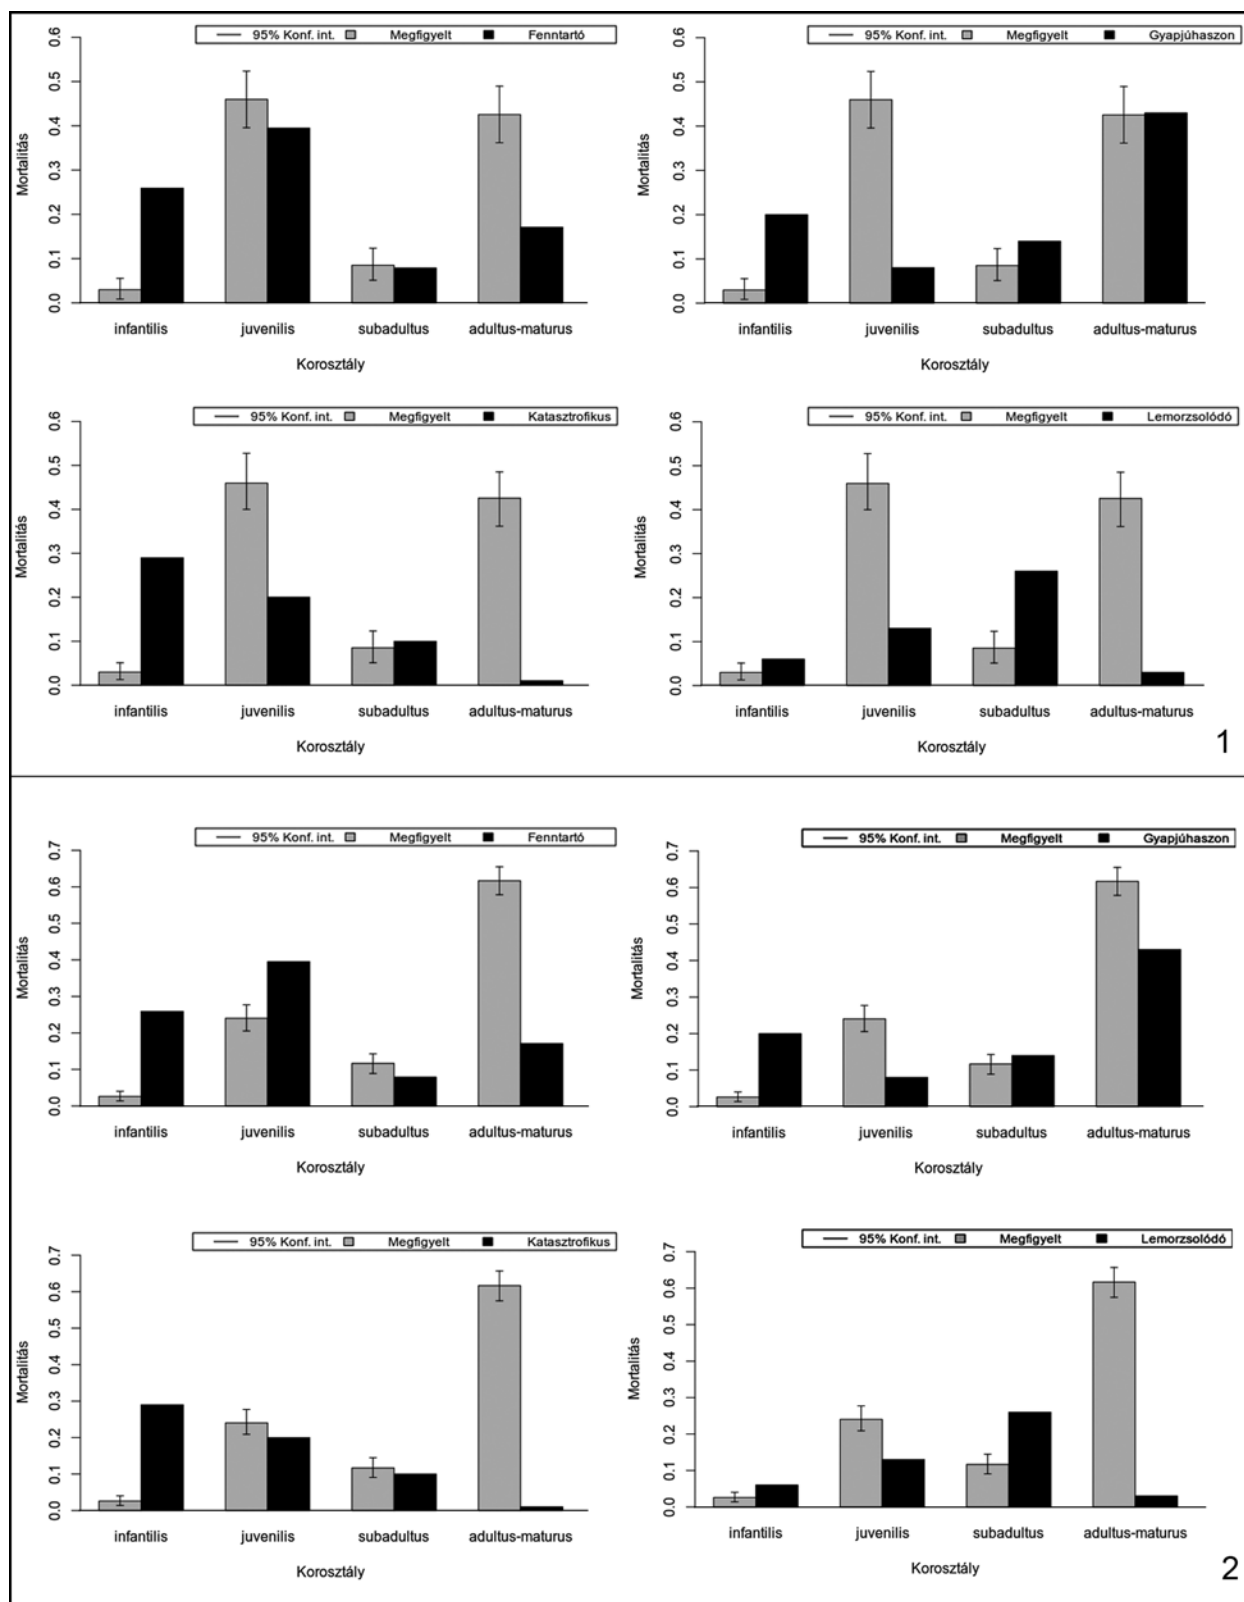 95% Konf. int. Megfigyelt Fenntartó
Mortalitás
0.0 0.1 0.2 0.3 0.4 0.5 0.6
infantilis juvenilis subadultus adultus-maturus
Korosztály
95% Konf. int. Megfigyelt Gyapjúhaszon
Mortalitás
0.0 0.1 0.2 0.3 0.4 0.5 0.6
infantilis juvenilis subadultus adultus-maturus
Korosztály
95% Konf. int. Megfigyelt Katasztrofikus
Mortalitás
0.0 0.1 0.2 0.3 0.4 0.5 0.6
infantilis juvenilis subadultus adultus-maturus
Korosztály
95% Konf. int. Megfigyelt Lemorzsolódó
Mortalitás
0.0 0.1 0.2 0.3 0.4 0.5 0.6
infantilis juvenilis subadultus adultus-maturus
Korosztály
1
95% Konf. int. Megfigyelt Fenntartó
Mortalitás
0.0 0.1 0.2 0.3 0.4 0.5 0.6 0.7
infantilis juvenilis subadultus adultus-maturus
Korosztály
95% Konf. int. Megfigyelt Gyapjúhaszon
Mortalitás
0.0 0.1 0.2 0.3 0.4 0.5 0.6 0.7
infantilis juvenilis subadultus adultus-maturus
Korosztály
95% Konf. int. Megfigyelt Katasztrofikus
Mortalitás
0.0 0.1 0.2 0.3 0.4 0.5 0.6 0.7
infantilis juvenilis subadultus adultus-maturus
Korosztály
95% Konf. int. Megfigyelt Lemorzsolódó
Mortalitás
0.0 0.1 0.2 0.3 0.4 0.5 0.6 0.7
infantilis juvenilis subadultus adultus-maturus
Korosztály
2